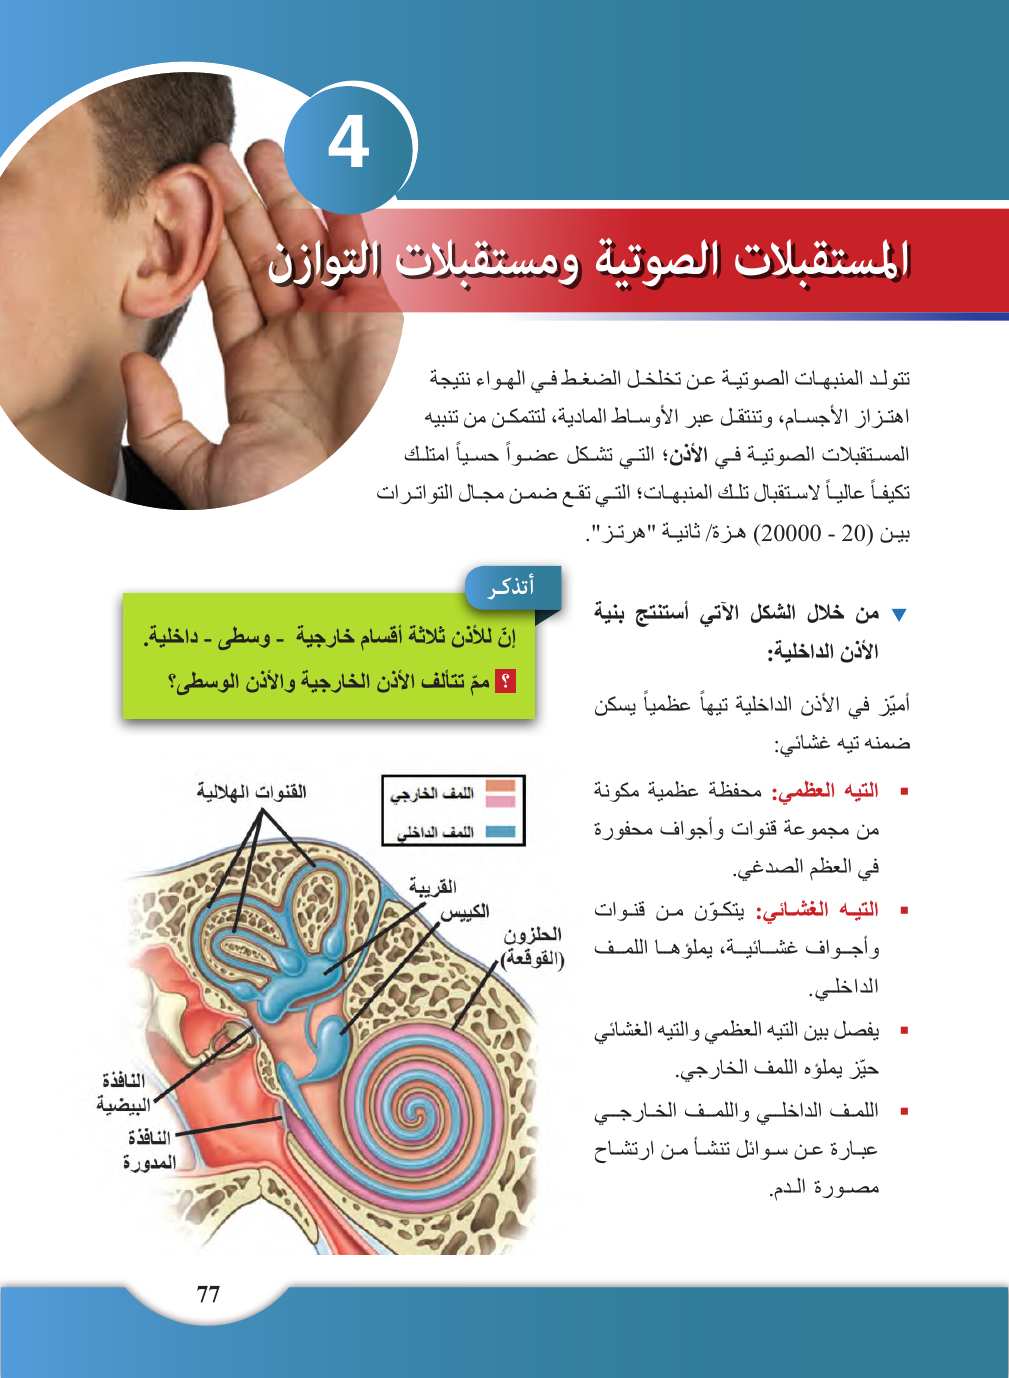 4
المستقبلات الصوتية ومستقبلات التوازن
تتولد المنبهات الصوتية عن تخلخل الضغط في الهواء نتيجة
اهتزاز الأجسام، وتنتقل عبر الأوساط المادية، لتتمكن من تنبيه
المستقبلات الصوتية في الأذن؛ التي تشكل عضواً حسياً امتلك
تكيفاً عالياً لاستقبال تلك المنبهات؛ التي تقع ضمن مجال التواترات
بين (20 - 20000) هزة/ ثانية "هرتز".
أتذكر
إنّ للأذن ثلاثة أقسام خارجية - وسطى - داخلية.
؟ ممّ تتألف الأذن الخارجية والأذن الوسطى؟
من خلال الشكل الآتي أستنتج بنية
الأذن الداخلية:
أميّز في الأذن الداخلية تيهاً عظمياً يسكن
ضمنه تيه غشائي:
▪ التيه العظمي: محفظة عظمية مكونة
من مجموعة قنوات وأجواف محفورة
في العظم الصدغي.
▪ التيه الغشائي: يتكوّن من قنوات
وأجواف غشائية، يملؤها اللمف
الداخلي.
▪ يفصل بين التيه العظمي والتيه الغشائي
حيّز يملؤه اللمف الخارجي.
▪ اللمف الداخلي واللمف الخارجي
عبارة عن سوائل تنشأ من ارتشاح
مصورة الدم.
اللمف الخارجي
اللمف الداخلي
القنوات الهلالية
القريبة
الكييس
الحلزون
(القوقعة)
النافذة
البيضية
النافذة
المدورة
77